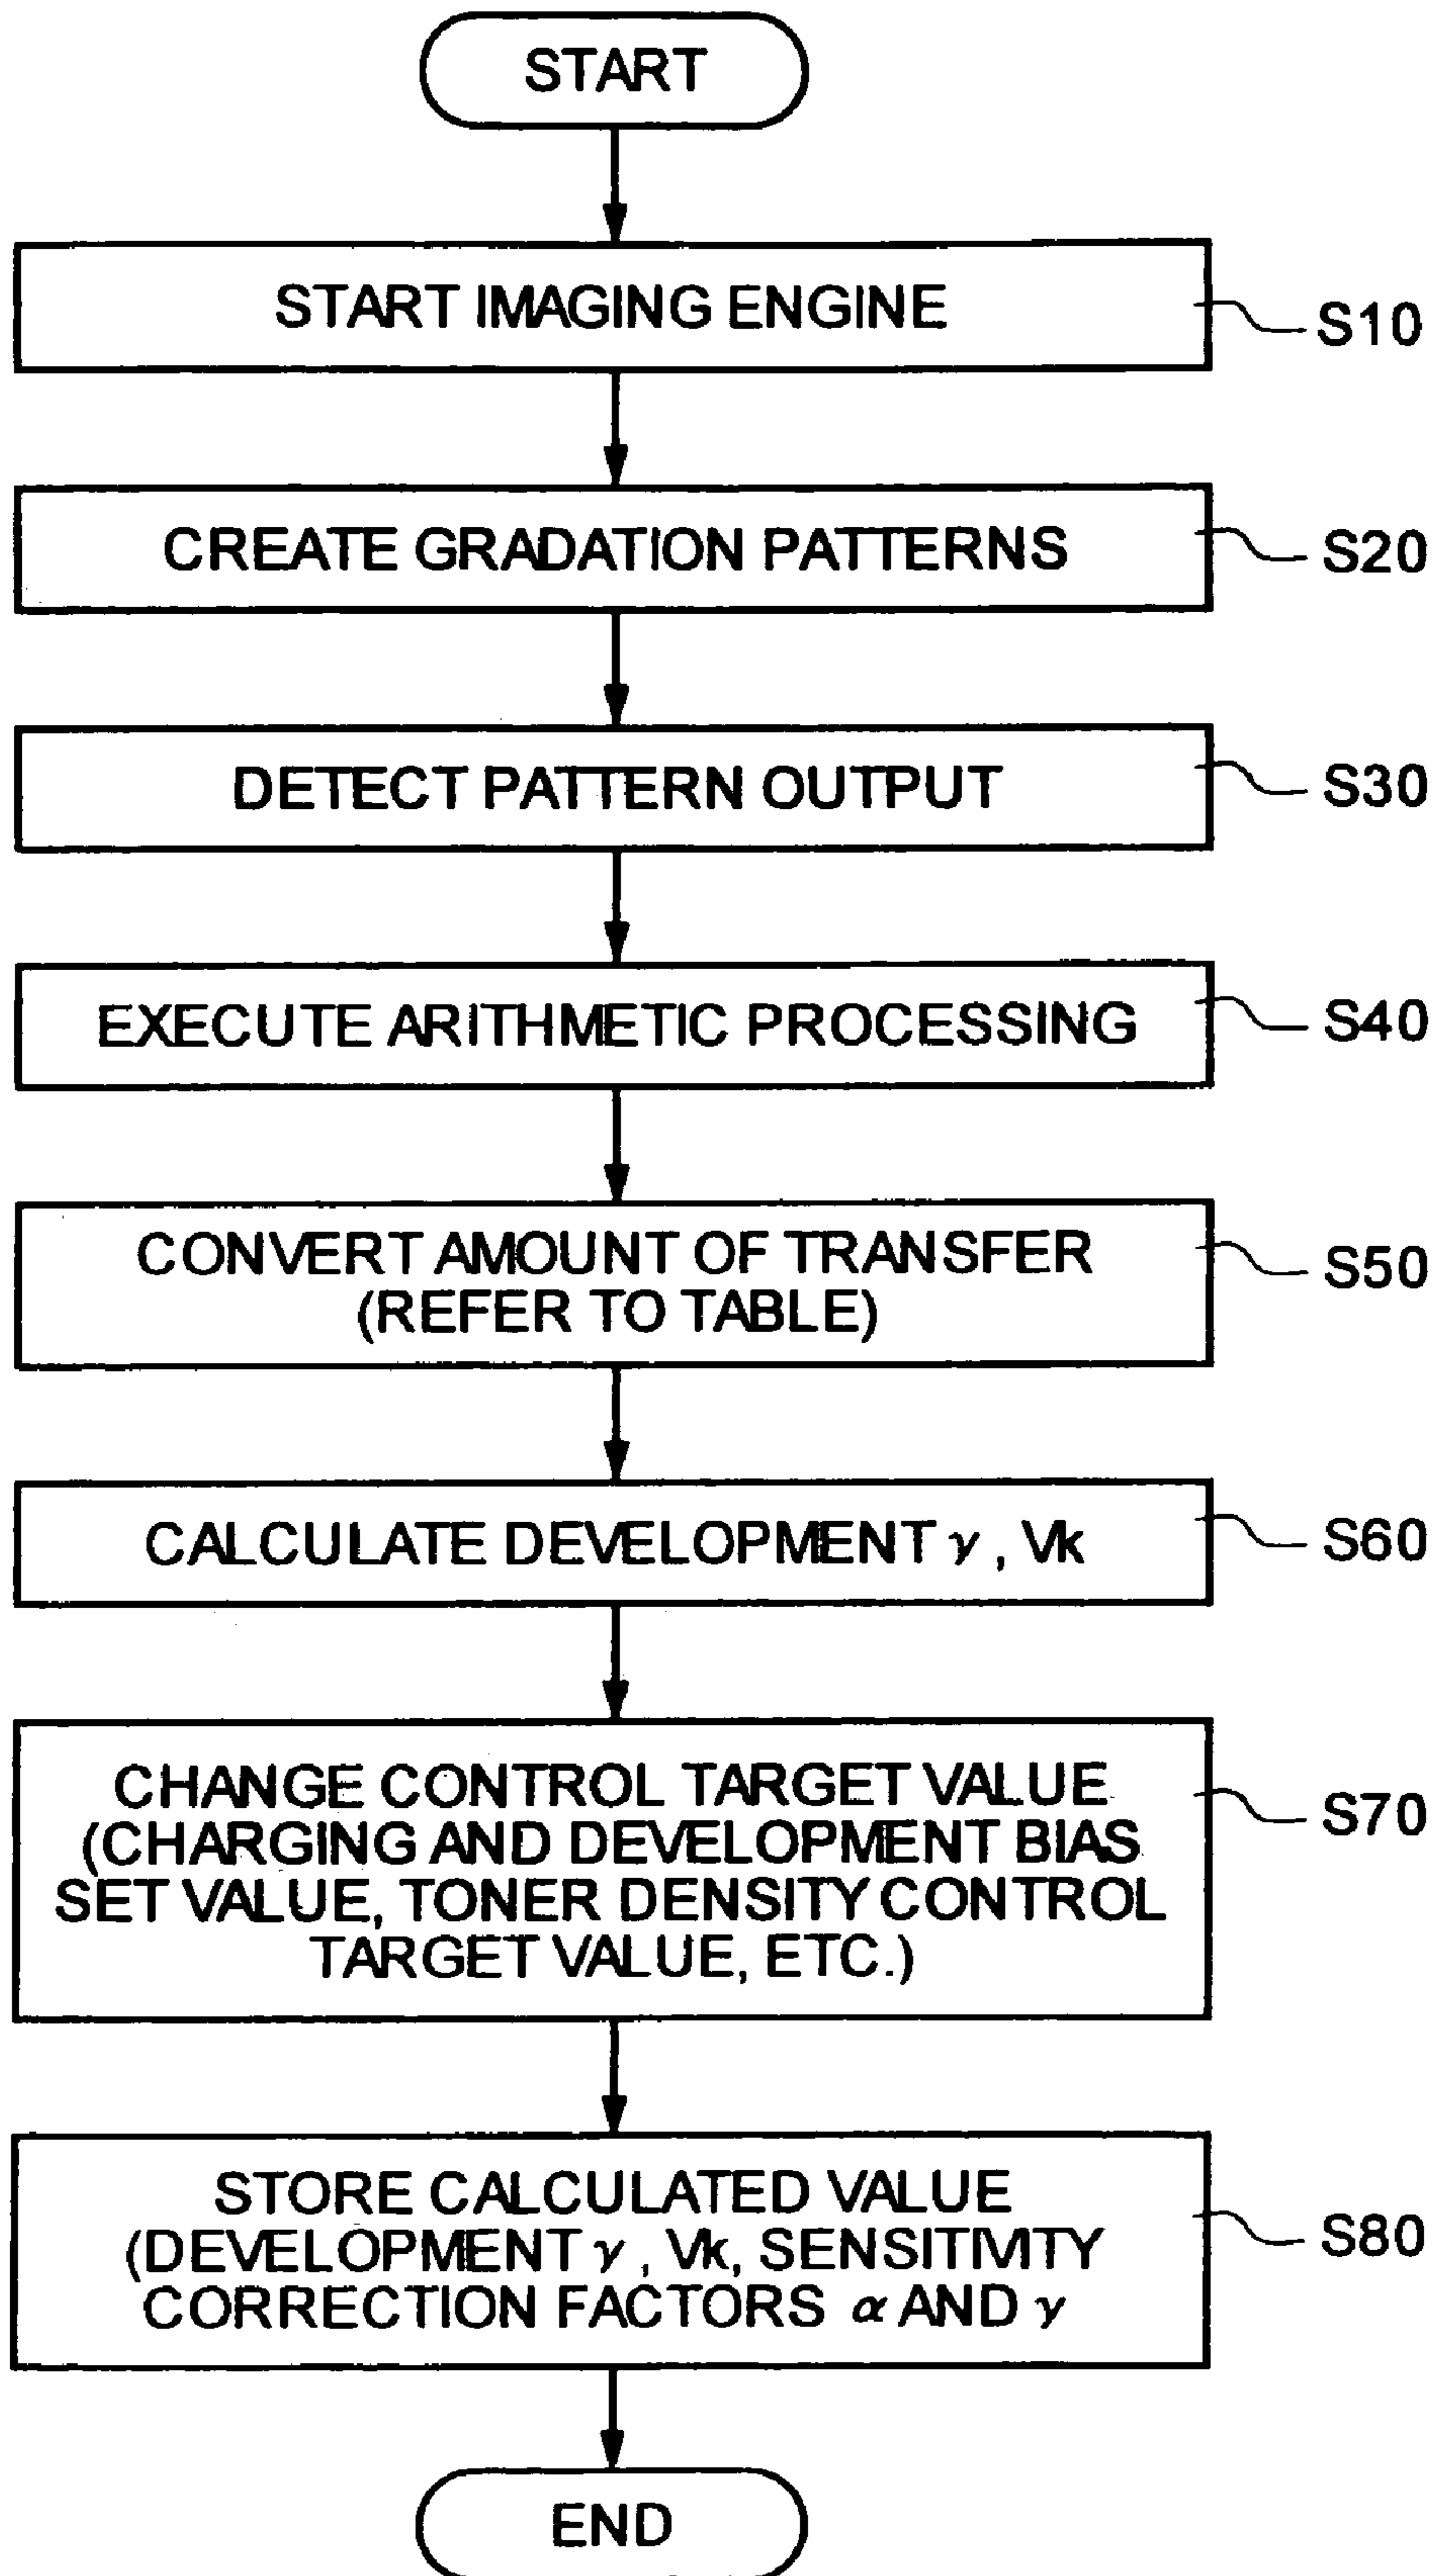 START
START IMAGING ENGINE
S10
CREATE GRADATION PATTERNS
S20
DETECT PATTERN OUTPUT
S30
EXECUTE ARITHMETIC PROCESSING
S40
CONVERT AMOUNT OF TRANSFER
(REFER TO TABLE)
S50
CALCULATE DEVELOPMENT γ, Vk
S60
CHANGE CONTROL TARGET VALUE
(CHARGING AND DEVELOPMENT BIAS
SET VALUE, TONER DENSITY CONTROL
TARGET VALUE, ETC.)
S70
STORE CALCULATED VALUE
(DEVELOPMENT γ, Vk, SENSITIVITY
CORRECTION FACTORS α AND γ
S80
END